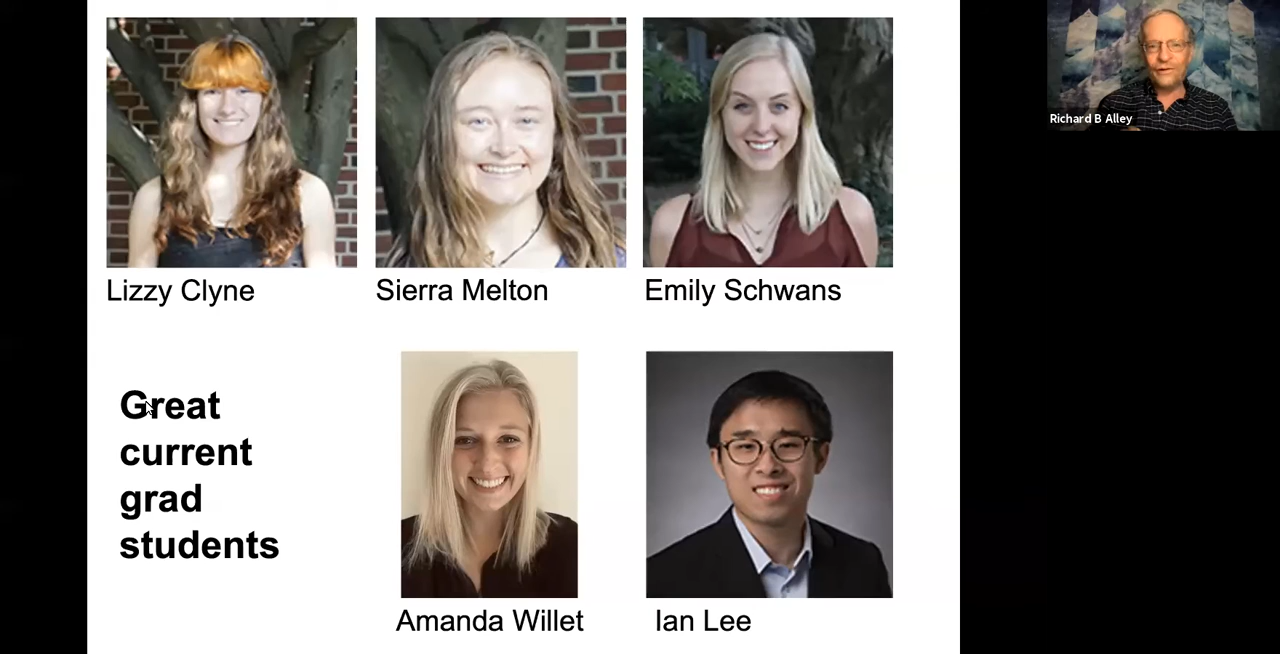 Richard B Alley
Lizzy Clyne
Sierra Melton
Emily Schwans
Great
current
grad
students
Amanda Willet
Ian Lee